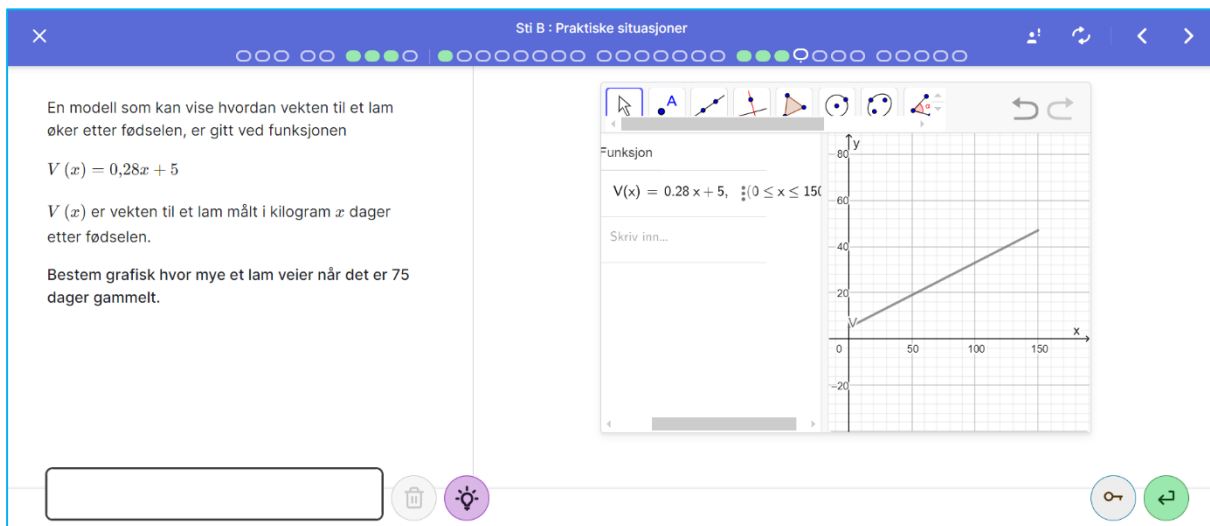 Sti B : Praktiske situasjoner
En modell som kan vise hvordan vekten til et lam
øker etter fødselen, er gitt ved funksjonen
V (x) = 0,28x + 5
V (x) er vekten til et lam målt i kilogram x dager
etter fødselen.
Bestem grafisk hvor mye et lam veier når det er 75
dager gammelt.
A
α
Funksjon
V(x) = 0.28 x + 5, (0 ≤ x ≤ 150
Skriv inn...
y
80
60
40
20
V
x
0
50
100
150
−20